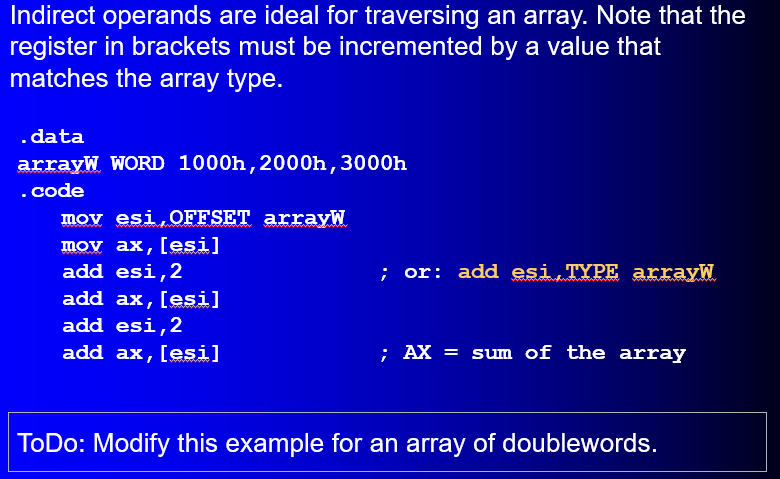 Indirect operands are ideal for traversing an array. Note that the
register in brackets must be incremented by a value that
matches the array type.
.data
arrayW WORD 1000h,2000h,3000h
.code
mov esi,OFFSET arrayW
mov ax,[esi]
add esi,2 ; or: add esi,TYPE arrayW
add ax,[esi]
add esi,2
add ax,[esi] ; AX = sum of the array
ToDo: Modify this example for an array of doublewords.